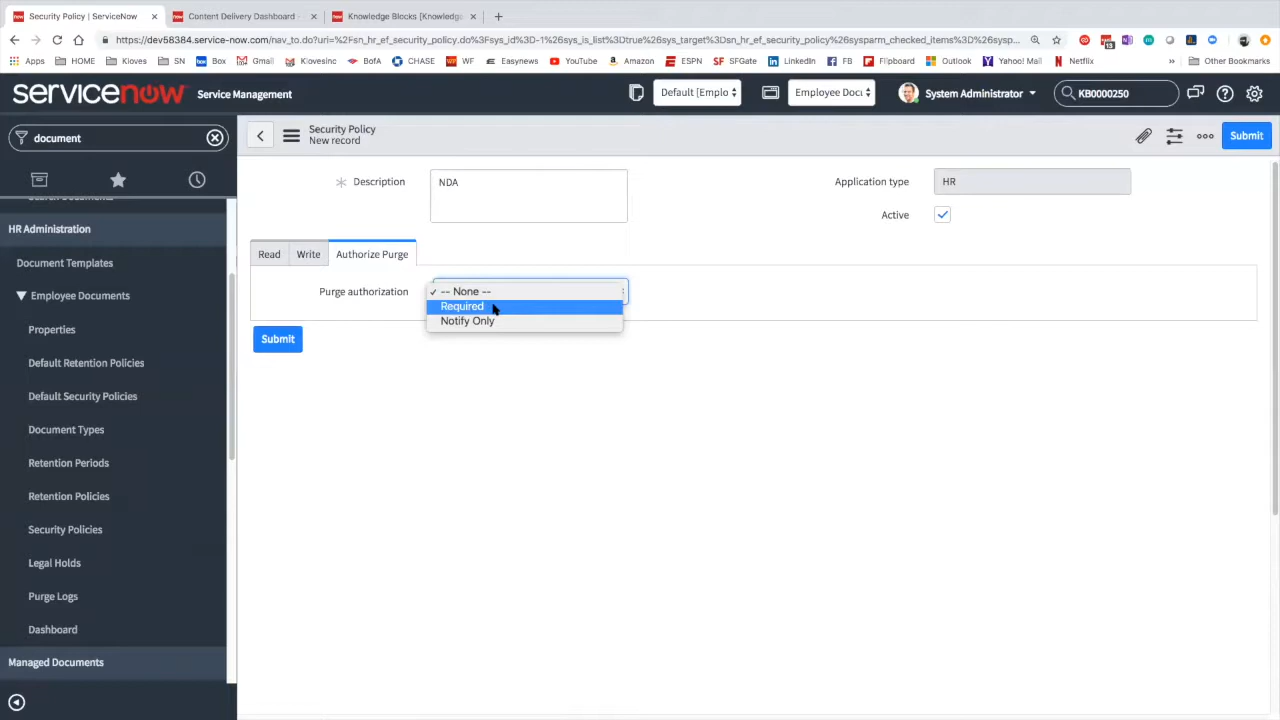 Security Policy | ServiceNow
Content Delivery Dashboard -
Knowledge Blocks [Knowledge
https://dev58384.service-now.com/nav_to.do?uri=%2Fsn_hr_ef_security_policy.do%3Fsys_id%3D-1%26sys_is_list%3Dtrue%26sys_target%3Dsn_hr_ef_security_policy%26sysparm_checked_items%3D%26sysp...
Apps HOME Kloves SN Box Gmail Klovesinc BofA CHASE WF Easynews YouTube Amazon ESPN SFGate LinkedIn FB Flipboard Outlook Yahoo! Mail Netflix » Other Bookmarks
servicenow Service Management
Default [Emplo
Employee Docu
System Administrator
KB0000250
document
Security Policy
New record
Submit
Description
NDA
Application type
HR
Active
HR Administration
Document Templates
Employee Documents
Properties
Default Retention Policies
Default Security Policies
Document Types
Retention Periods
Retention Policies
Security Policies
Legal Holds
Purge Logs
Dashboard
Managed Documents
Read Write Authorize Purge
Purge authorization
✓ -- None --
Required
Notify Only
Submit